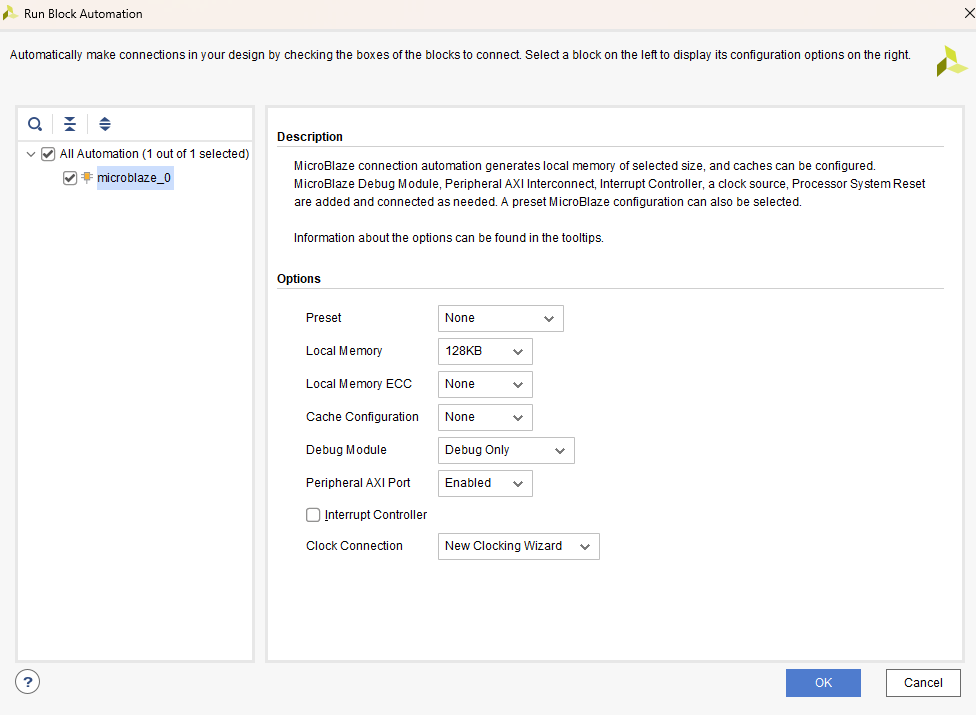 Run Block Automation
Automatically make connections in your design by checking the boxes of the blocks to connect. Select a block on the left to display its configuration options on the right.
All Automation (1 out of 1 selected)
microblaze_0
Description
MicroBlaze connection automation generates local memory of selected size, and caches can be configured.
MicroBlaze Debug Module, Peripheral AXI Interconnect, Interrupt Controller, a clock source, Processor System Reset
are added and connected as needed. A preset MicroBlaze configuration can also be selected.
Information about the options can be found in the tooltips.
Options
Preset None
Local Memory 128KB
Local Memory ECC None
Cache Configuration None
Debug Module Debug Only
Peripheral AXI Port Enabled
Interrupt Controller
Clock Connection New Clocking Wizard
? OK Cancel